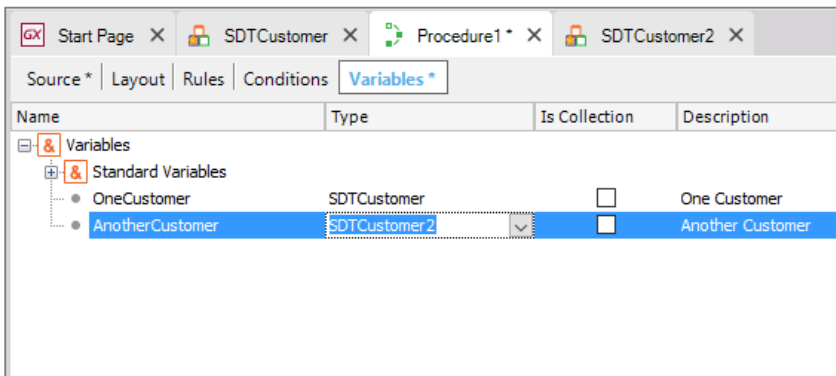 GX Start Page SDTCustomer Procedure1 * SDTCustomer2
Source * Layout Rules Conditions Variables *
Name Type Is Collection Description
& Variables
& Standard Variables
OneCustomer SDTCustomer One Customer
AnotherCustomer SDTCustomer2 Another Customer